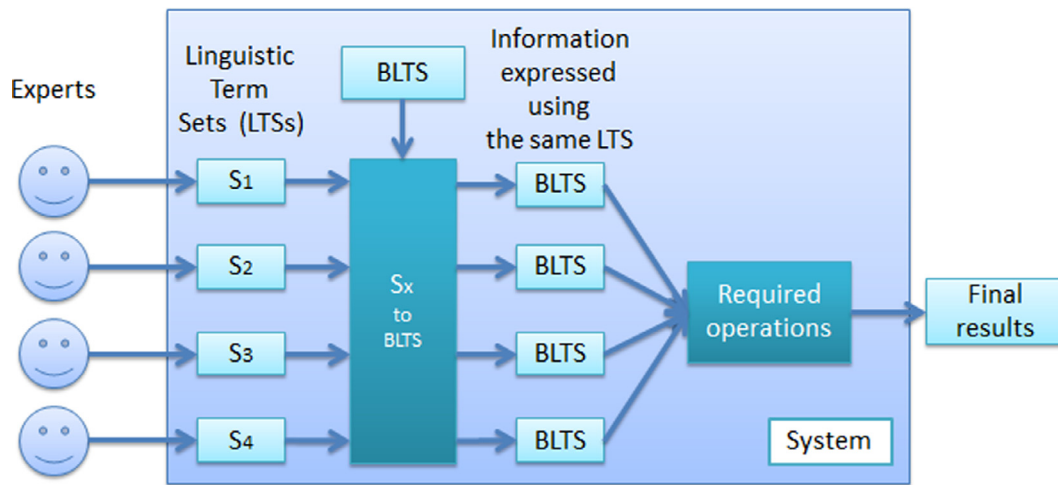 Experts
Linguistic
Term
Sets (LTSs)
BLTS
Information
expressed
using
the same LTS
S1
S2
S3
S4
Sx
to
BLTS
BLTS
BLTS
BLTS
BLTS
Required
operations
Final
results
System